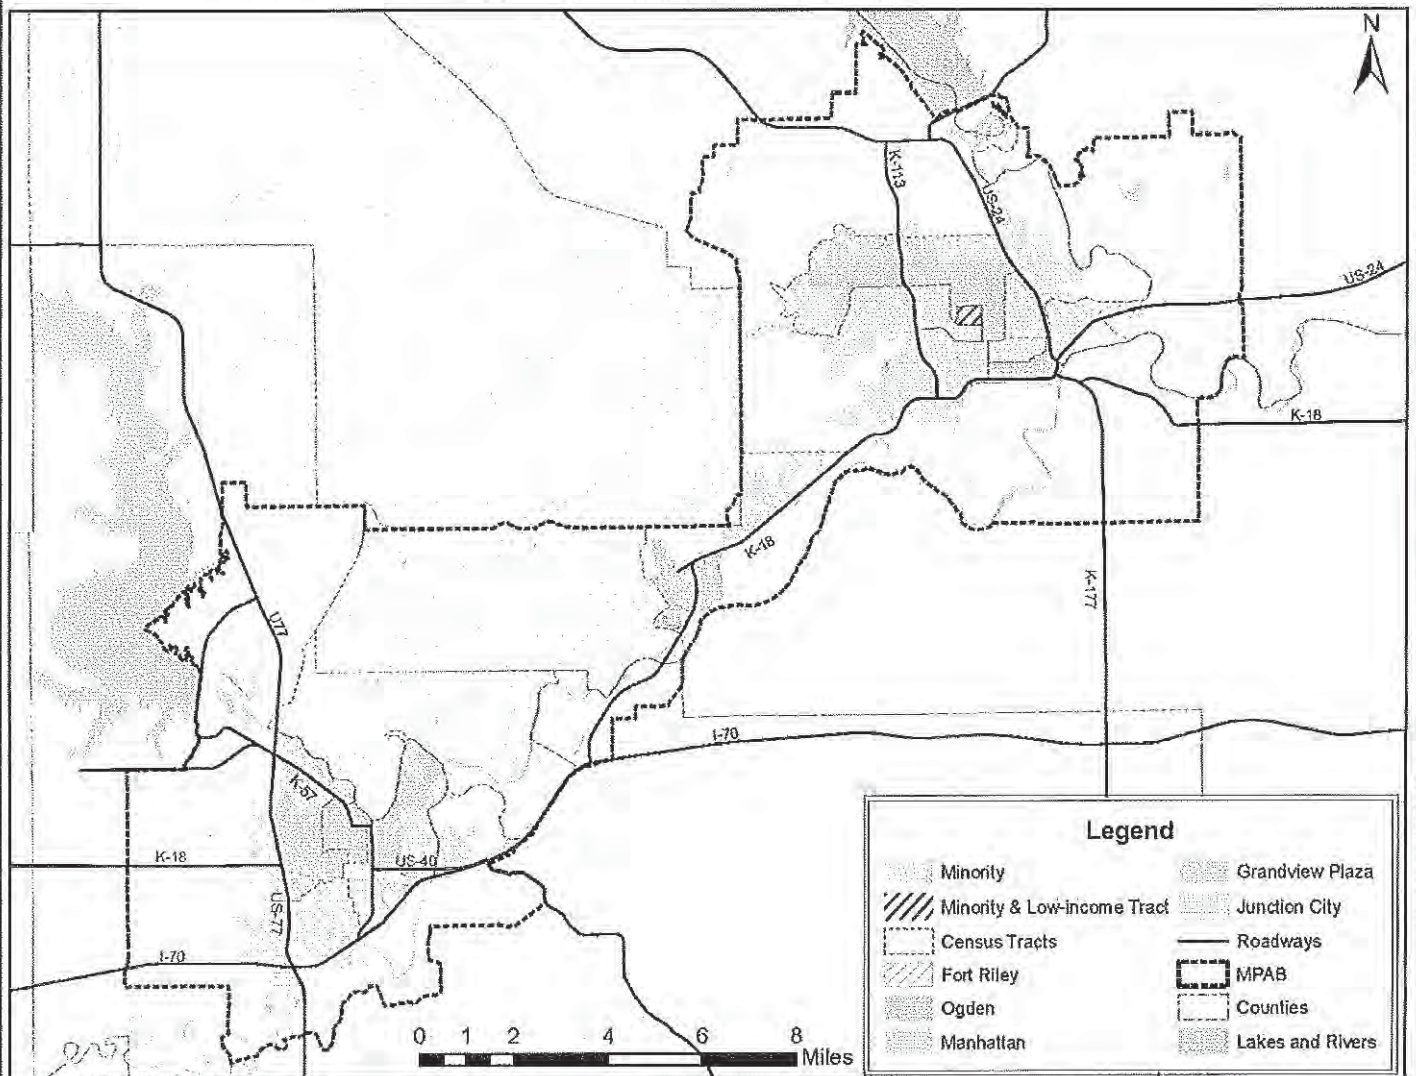 N
K-113
US-24
US-24
K-18
K-18
K-177
U77
I-70
K-57
K-18
US-40
US-77
I-70
0 1 2 4 6 8
Miles
Legend
Minority
Minority & Low-income Tract
Census Tracts
Fort Riley
Ogden
Manhattan
Grandview Plaza
Junction City
Roadways
MPAB
Counties
Lakes and Rivers